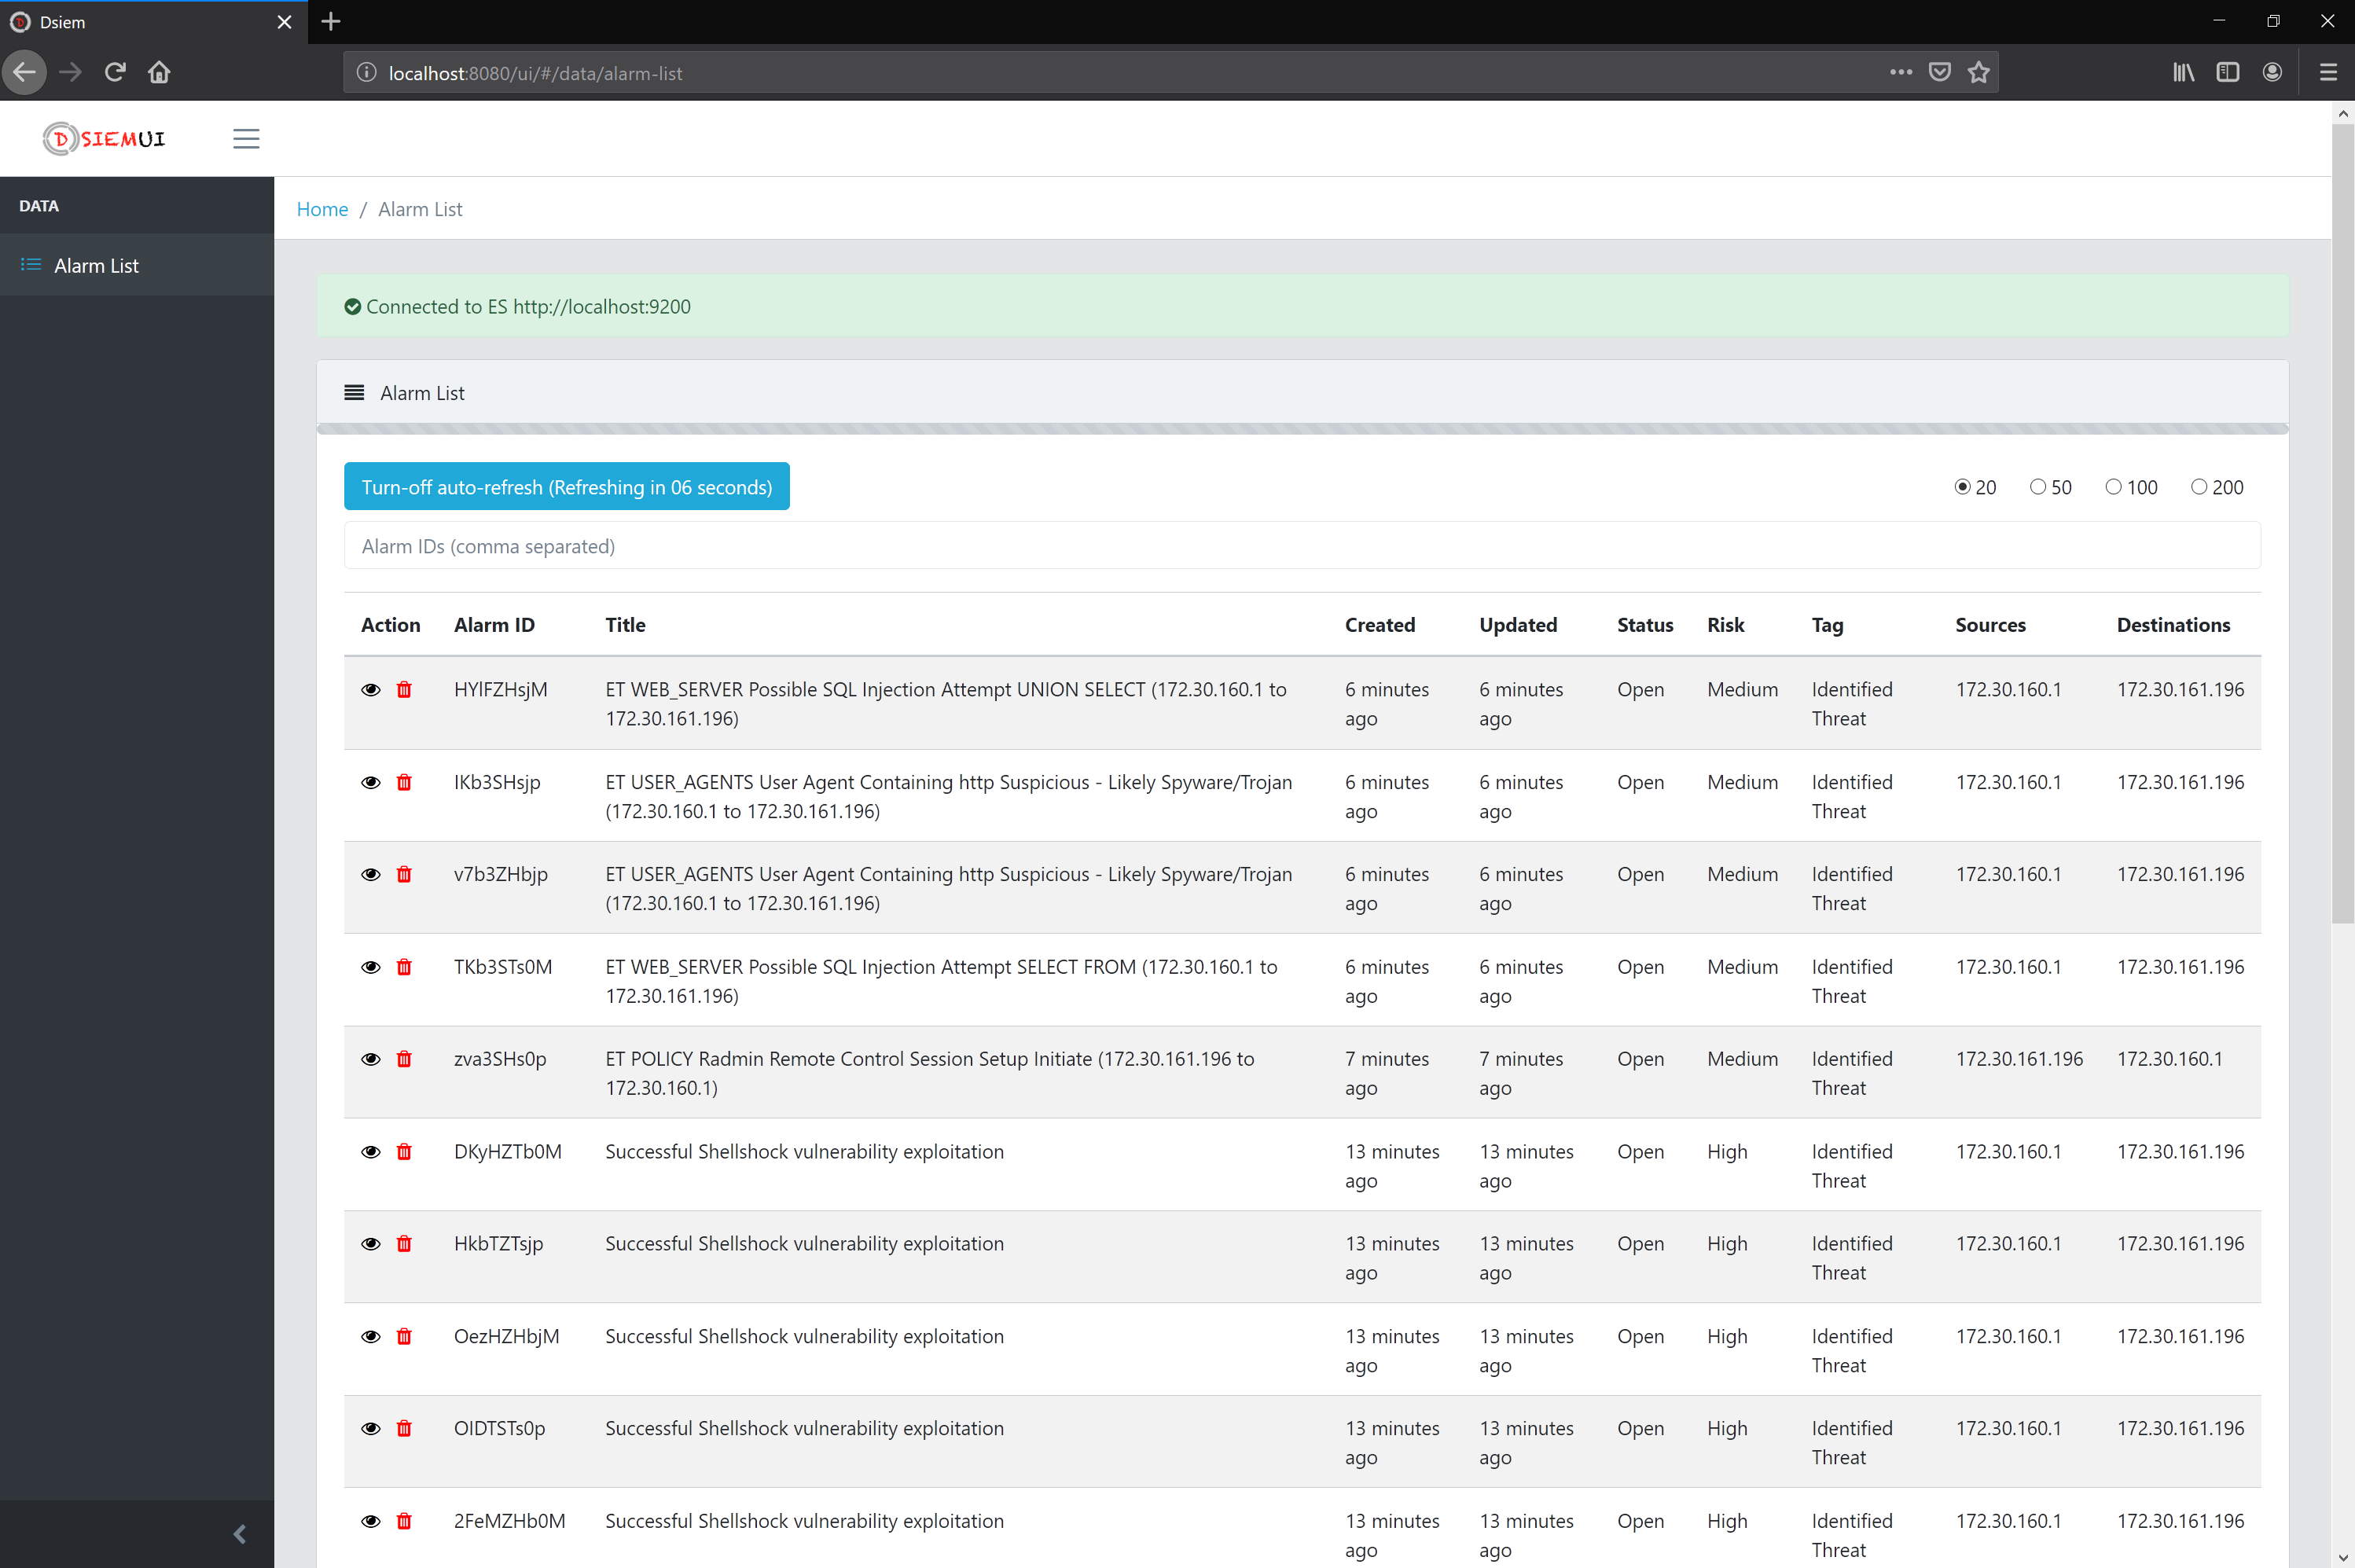 Dsiem
localhost:8080/ui/#/data/alarm-list
DSIEMUI
DATA
Home / Alarm List
Alarm List
Connected to ES http://localhost:9200
Alarm List
Turn-off auto-refresh (Refreshing in 06 seconds) 20 50 100 200
Alarm IDs (comma separated)
Action Alarm ID Title Created Updated Status Risk Tag Sources Destinations
HYlFZHsjM ET WEB_SERVER Possible SQL Injection Attempt UNION SELECT (172.30.160.1 to 6 minutes 6 minutes Open Medium Identified 172.30.160.1 172.30.161.196
172.30.161.196) ago ago Threat
IKb3SHsjp ET USER_AGENTS User Agent Containing http Suspicious - Likely Spyware/Trojan 6 minutes 6 minutes Open Medium Identified 172.30.160.1 172.30.161.196
(172.30.160.1 to 172.30.161.196) ago ago Threat
v7b3ZHbjp ET USER_AGENTS User Agent Containing http Suspicious - Likely Spyware/Trojan 6 minutes 6 minutes Open Medium Identified 172.30.160.1 172.30.161.196
(172.30.160.1 to 172.30.161.196) ago ago Threat
TKb3STs0M ET WEB_SERVER Possible SQL Injection Attempt SELECT FROM (172.30.160.1 to 6 minutes 6 minutes Open Medium Identified 172.30.160.1 172.30.161.196
172.30.161.196) ago ago Threat
zva3SHs0p ET POLICY Radmin Remote Control Session Setup Initiate (172.30.161.196 to 7 minutes 7 minutes Open Medium Identified 172.30.161.196 172.30.160.1
172.30.160.1) ago ago Threat
DKyHZTb0M Successful Shellshock vulnerability exploitation 13 minutes 13 minutes Open High Identified 172.30.160.1 172.30.161.196
ago ago Threat
HkbTZTsjp Successful Shellshock vulnerability exploitation 13 minutes 13 minutes Open High Identified 172.30.160.1 172.30.161.196
ago ago Threat
OezHZHbjM Successful Shellshock vulnerability exploitation 13 minutes 13 minutes Open High Identified 172.30.160.1 172.30.161.196
ago ago Threat
OIDTSTs0p Successful Shellshock vulnerability exploitation 13 minutes 13 minutes Open High Identified 172.30.160.1 172.30.161.196
ago ago Threat
2FeMZHb0M Successful Shellshock vulnerability exploitation 13 minutes 13 minutes Open High Identified 172.30.160.1 172.30.161.196
ago ago Threat